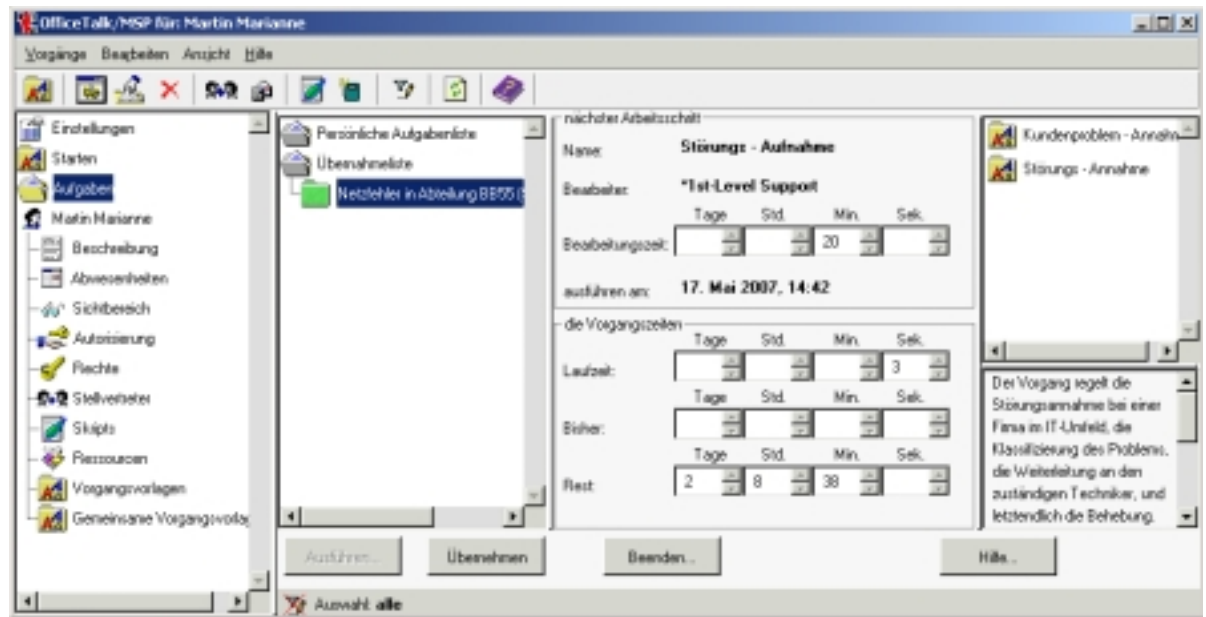 OfficeTalk/MSP für: Martin Marianne
Vorgänge Bearbeiten Ansicht Hilfe
Einstellungen
Starten
Aufgaben
Martin Marianne
Beschreibung
Abwesenheiten
Sichtbereich
Autorisierung
Rechte
Stellvertreter
Skripts
Ressourcen
Vorgangsvorlagen
Gemeinsame Vorgangsvorlag
Persönliche Aufgabenliste
Übernahmeliste
Netzfehler in Abteilung BB55 (
nächster Arbeitsschritt
Name: Störungs - Aufnahme
Bearbeiter: *1st-Level Support
Tage Std. Min. Sek.
Bearbeitungszeit: 20
ausführen am: 17. Mai 2007, 14:42
die Vorgangszeiten
Tage Std. Min. Sek.
Laufzeit: 3
Tage Std. Min. Sek.
Bisher:
Tage Std. Min. Sek.
Rest: 2 8 38
Kundenproblem - Annahm
Störungs - Annahme
Der Vorgang regelt die
Störungsannahme bei einer
Firma im IT-Umfeld, die
Klassifizierung des Problems,
die Weiterleitung an den
zuständigen Techniker, und
letztendlich die Behebung.
Ausführen... Übernehmen Beenden... Hilfe...
Auswahl: alle